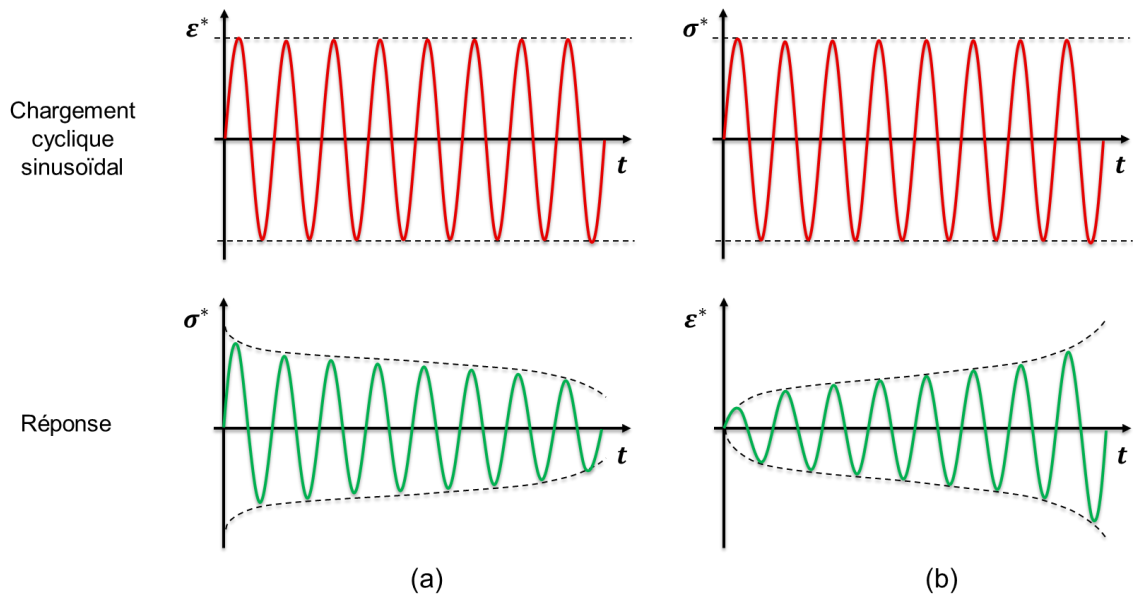 ε*
σ*
Chargement
cyclique
sinusoïdal
t
t
σ*
ε*
Réponse
t
t
(a)
(b)